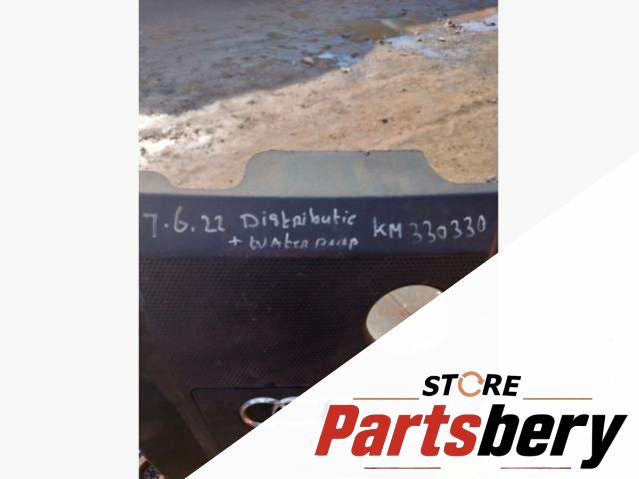 7.6.22 Distributie KM 330330
+ WATER pump
STORE
Partsbery